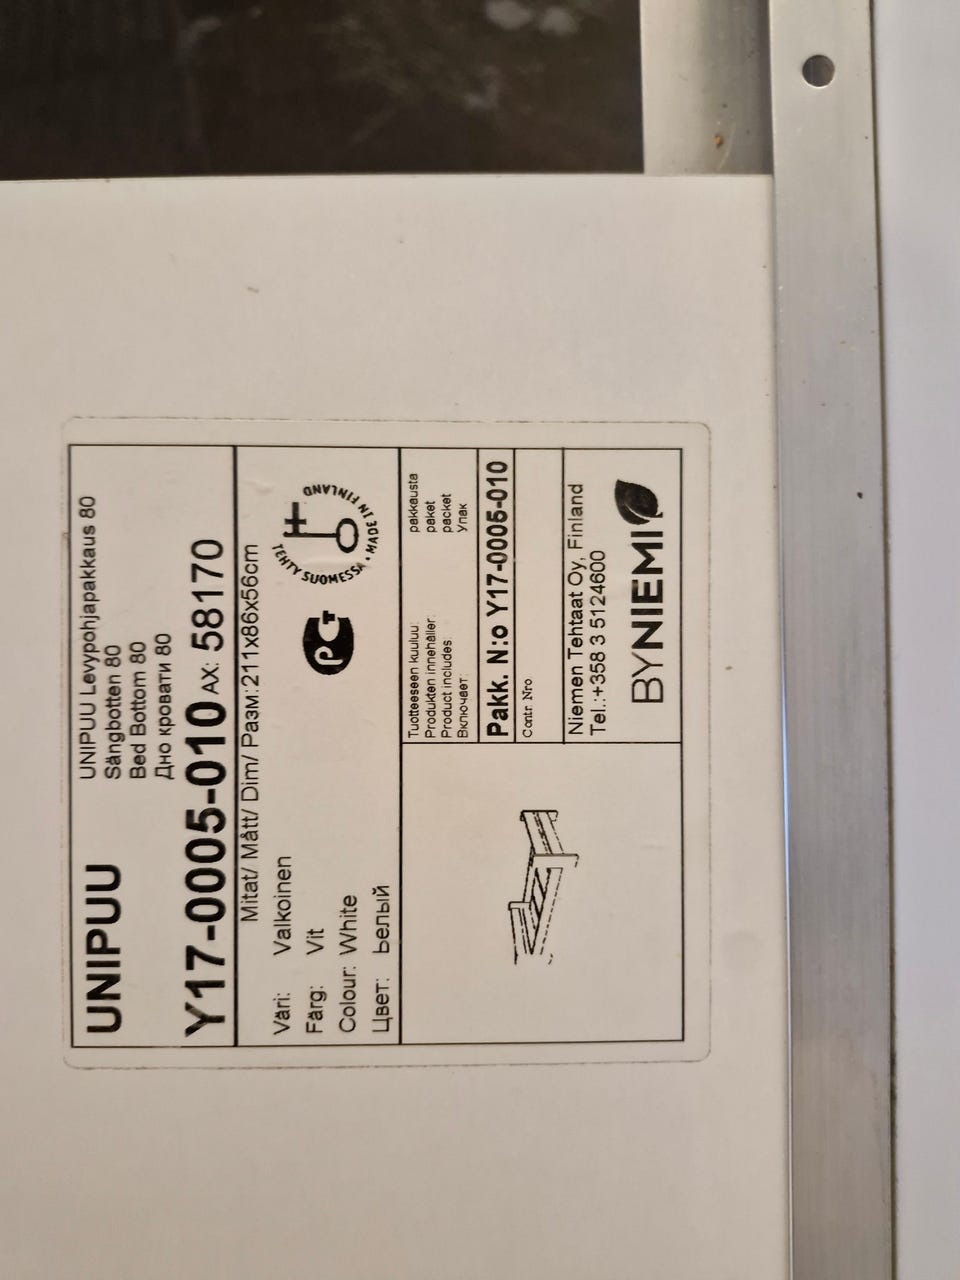 UNIPUU
UNIPUU Levypohjapakkaus 80
Sängbotten 80
Bed Bottom 80
Дно кровати 80
Y17-0005-010 AX: 58170
Mitat/ Mått/ Dim/ Разм:211x86x56cm
Väri: Valkoinen
Färg: Vit
Colour: White
Цвет: Ьелый
РСТ
TEHTY SUOMESSA • MADE IN FINLAND
Tuotteeseen kuuluu: pakkausta
Produkten innehåller: paket
Product includes: packet
Включает: Упак
Pakk. N:o Y17-0005-010
Contr. Nro
Niemen Tehtaat Oy, Finland
Tel.:+358 3 5124600
BYNIEMI